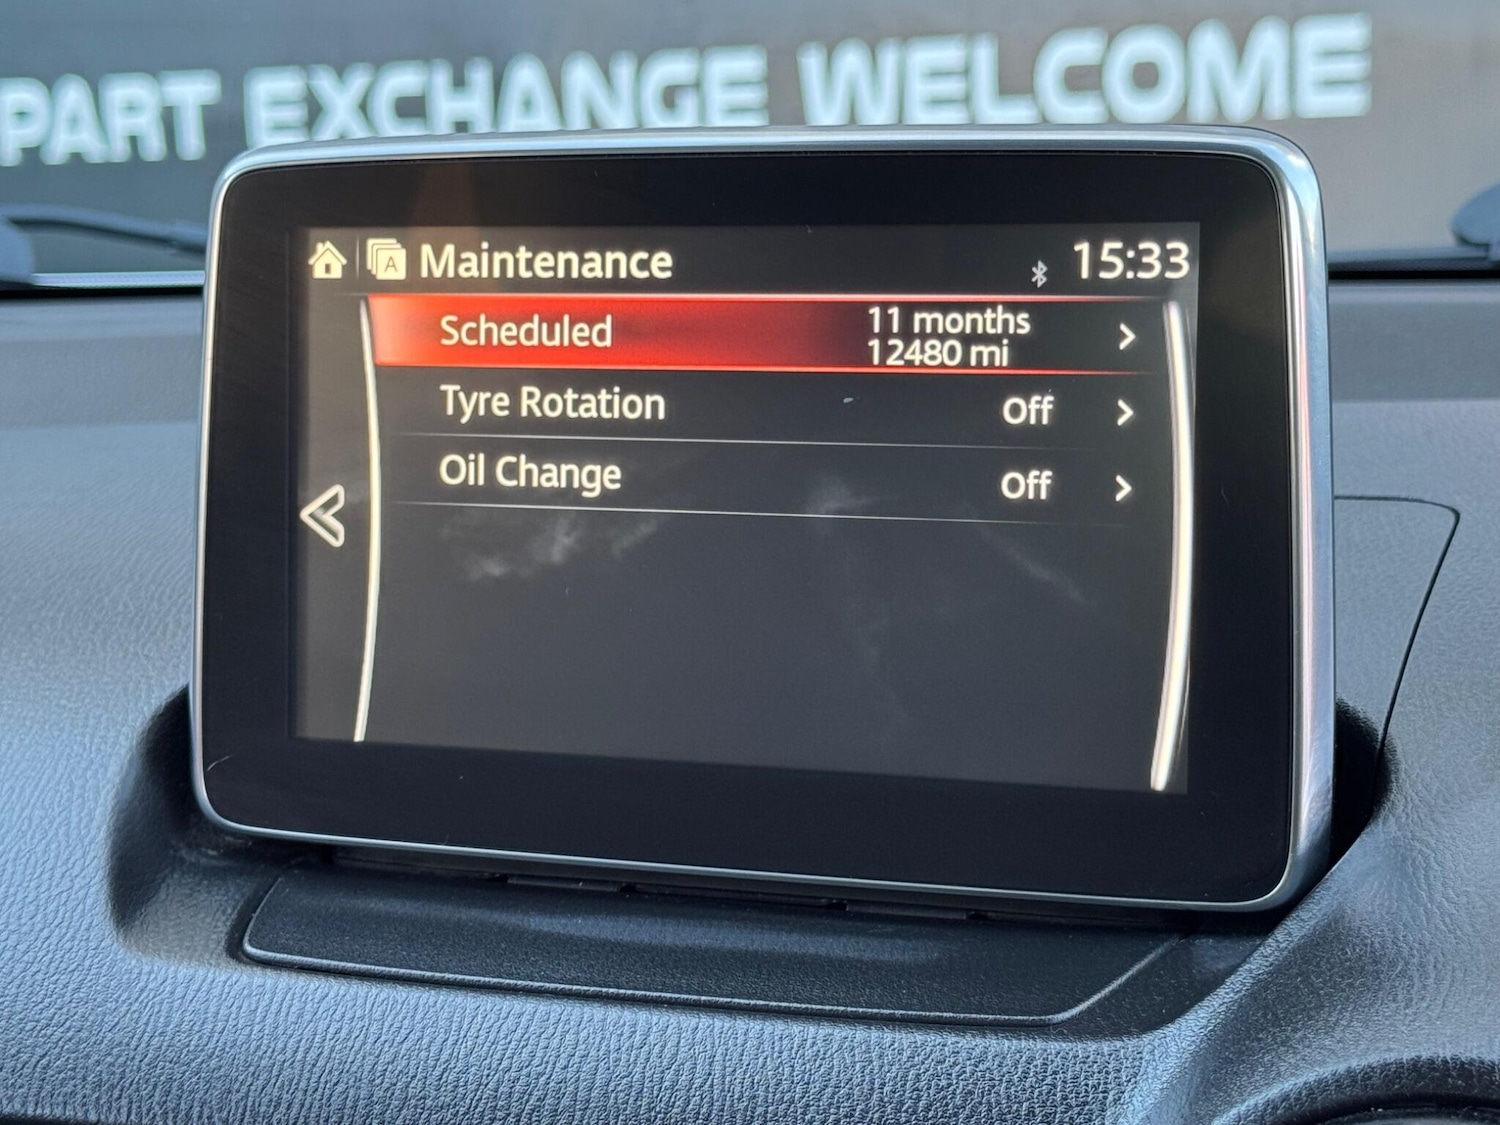 PART EXCHANGE WELCOME
A Maintenance 15:33
Scheduled 11 months
12480 mi
Tyre Rotation Off
Oil Change Off